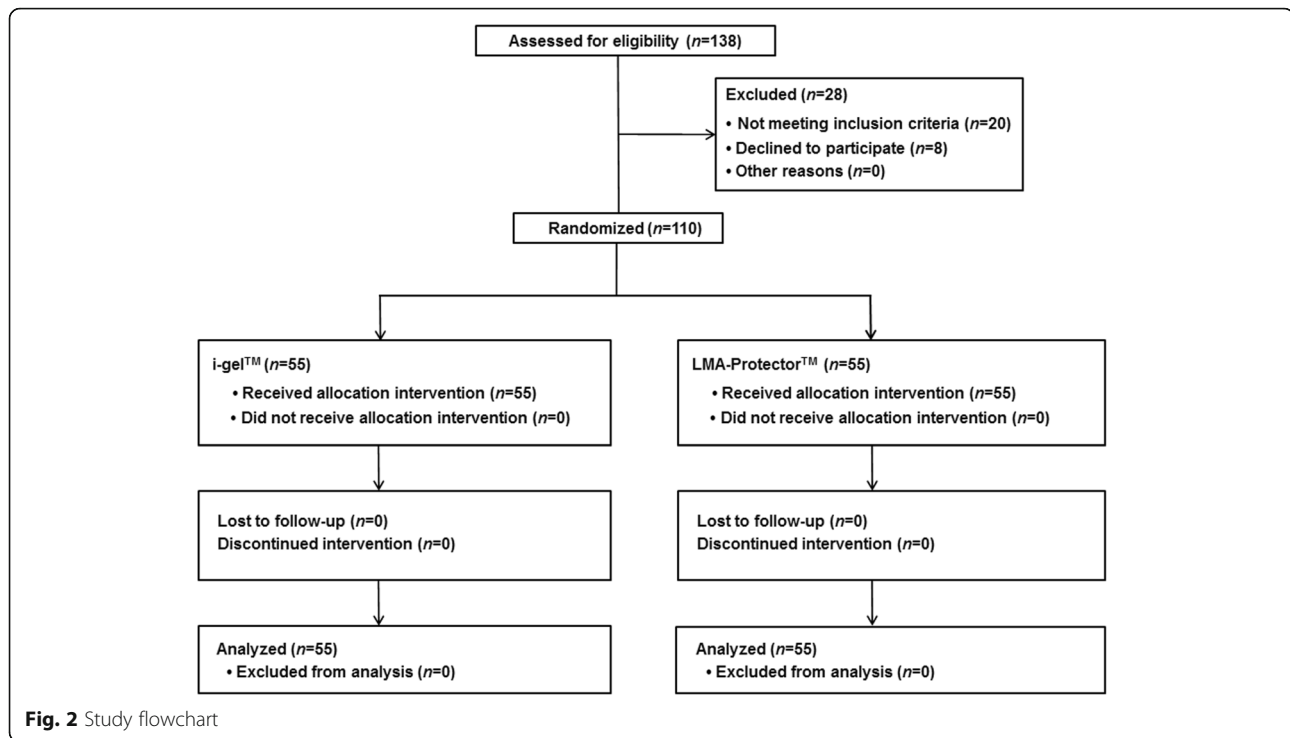 Assessed for eligibility (n=138)
Excluded (n=28)
• Not meeting inclusion criteria (n=20)
• Declined to participate (n=8)
• Other reasons (n=0)
Randomized (n=110)
i-gel™ (n=55)
• Received allocation intervention (n=55)
• Did not receive allocation intervention (n=0)
LMA-Protector™ (n=55)
• Received allocation intervention (n=55)
• Did not receive allocation intervention (n=0)
Lost to follow-up (n=0)
Discontinued intervention (n=0)
Lost to follow-up (n=0)
Discontinued intervention (n=0)
Analyzed (n=55)
• Excluded from analysis (n=0)
Analyzed (n=55)
• Excluded from analysis (n=0)
Fig. 2 Study flowchart